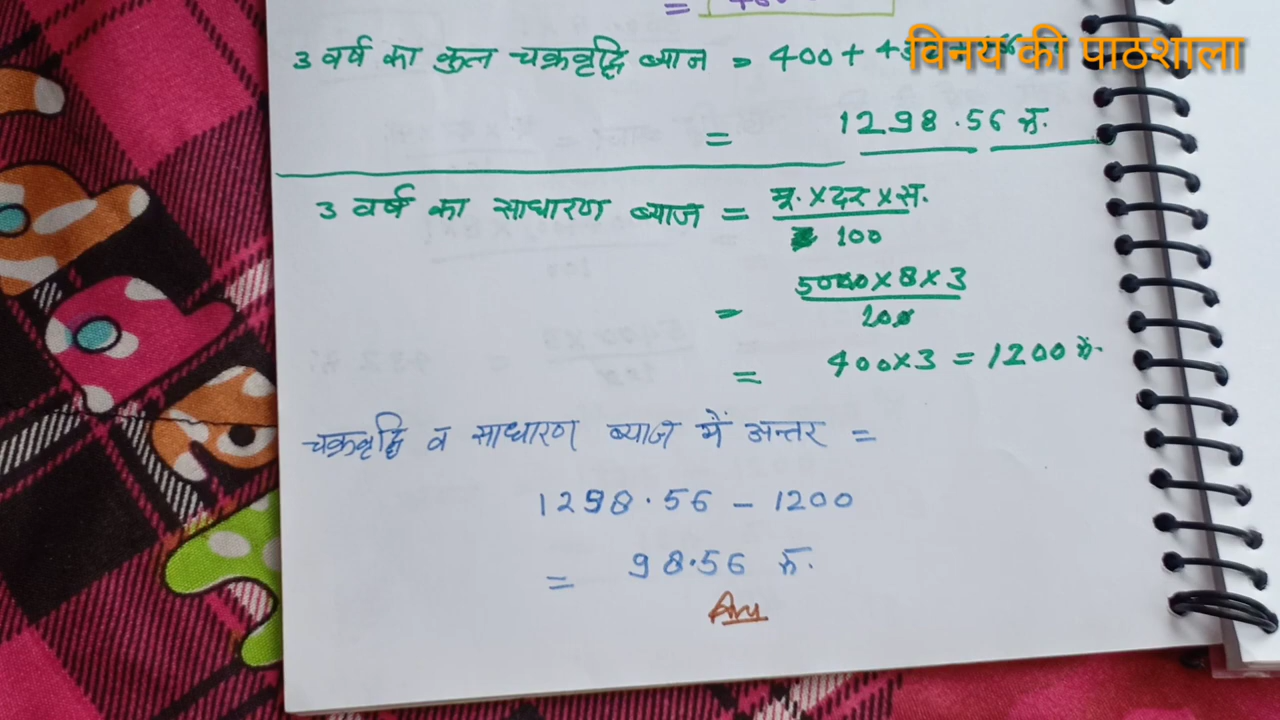 =
विनय की पाठशाला
3 वर्ष का कुल चक्रवृद्धि ब्याज = 400 + 43
= 1298.56 रु.
3 वर्ष का साधारण ब्याज = मू. × दर × स.
100
= 5000 × 8 × 3
100
= 400 × 3 = 1200 रु.
चक्रवृद्धि व साधारण ब्याज में अन्तर =
1298.56 - 1200
= 98.56 रु.
Ans